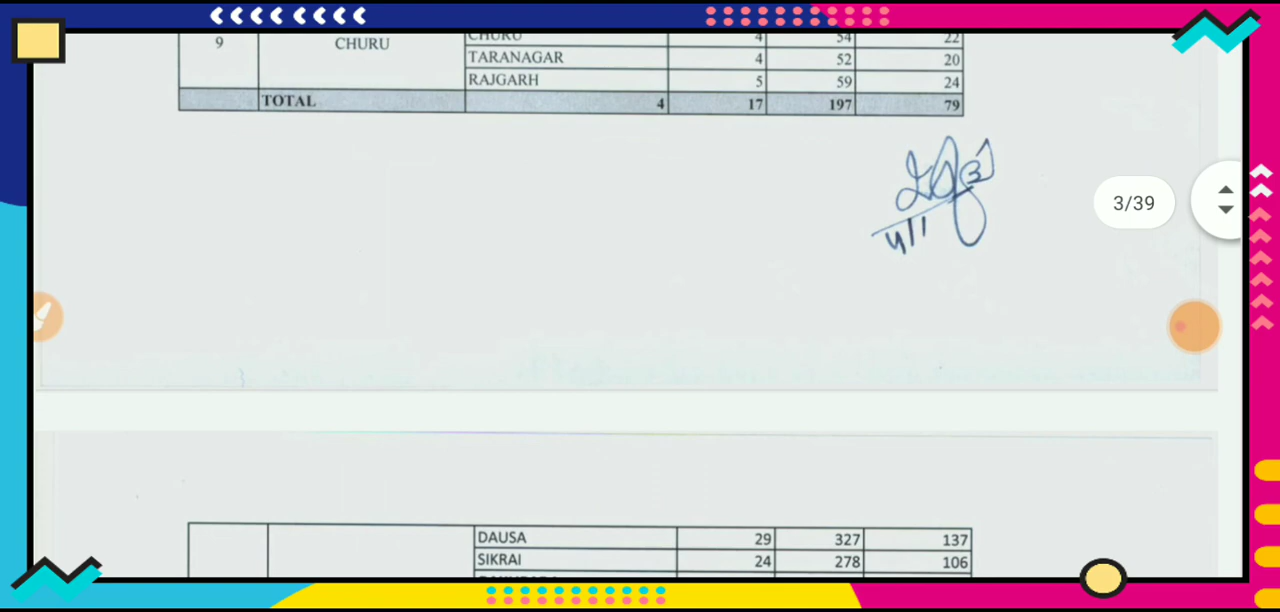 9 CHURU CHURU 4 54 22
TARANAGAR 4 52 20
RAJGARH 5 59 24
TOTAL 4 17 197 79
3
4/1
3/39
DAUSA 29 327 137
SIKRAI 24 278 106